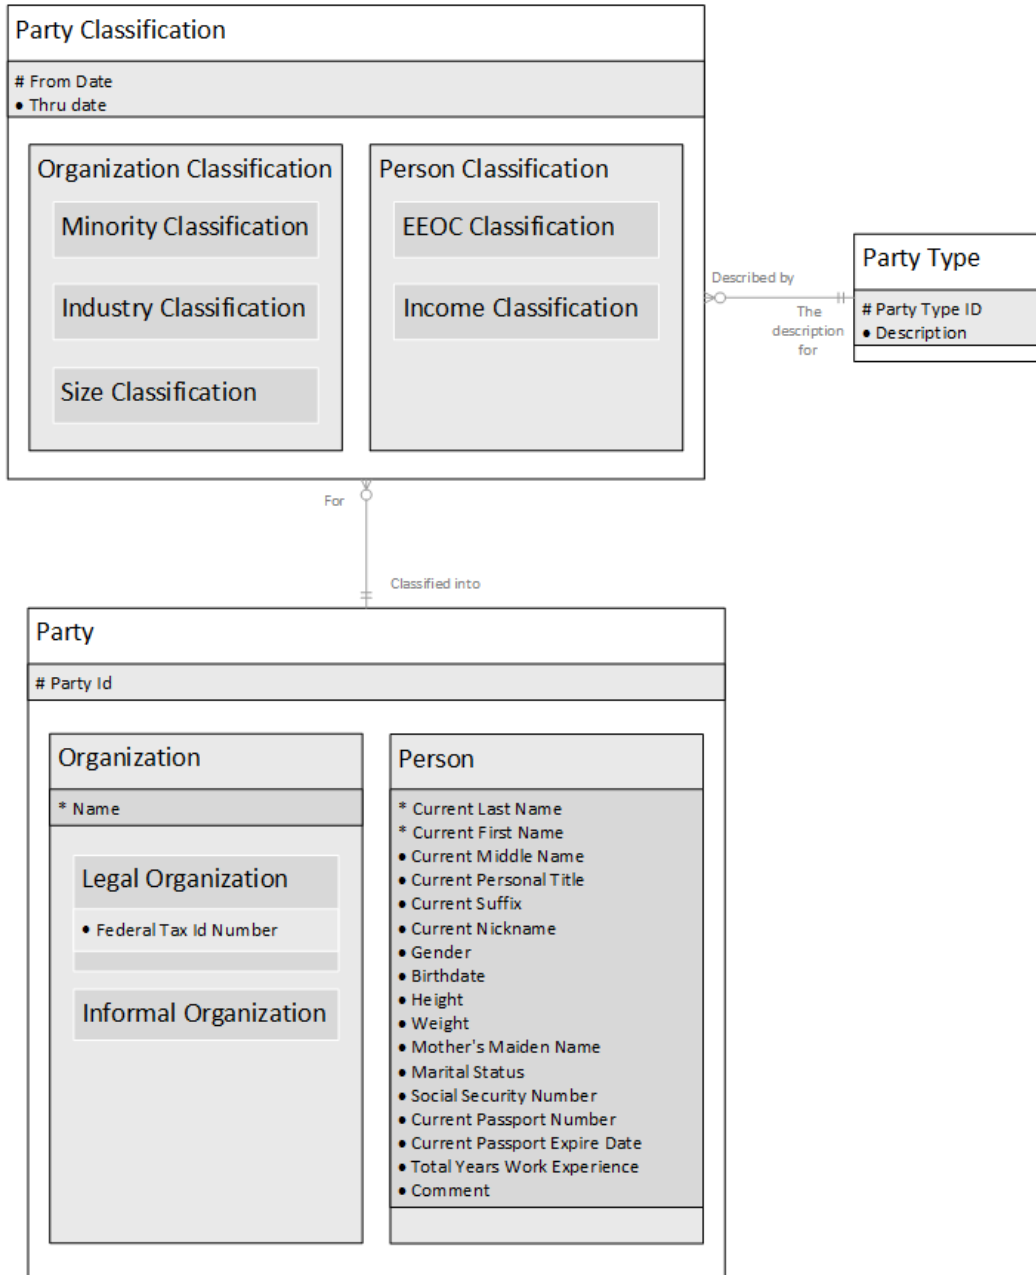 Party Classification
# From Date
● Thru date
Organization Classification
Minority Classification
Industry Classification
Size Classification
Person Classification
EEOC Classification
Income Classification
Described by
The
description
for
Party Type
# Party Type ID
● Description
For
Classified into
Party
# Party Id
Organization
* Name
Legal Organization
● Federal Tax Id Number
Informal Organization
Person
* Current Last Name
* Current First Name
● Current Middle Name
● Current Personal Title
● Current Suffix
● Current Nickname
● Gender
● Birthdate
● Height
● Weight
● Mother's Maiden Name
● Marital Status
● Social Security Number
● Current Passport Number
● Current Passport Expire Date
● Total Years Work Experience
● Comment